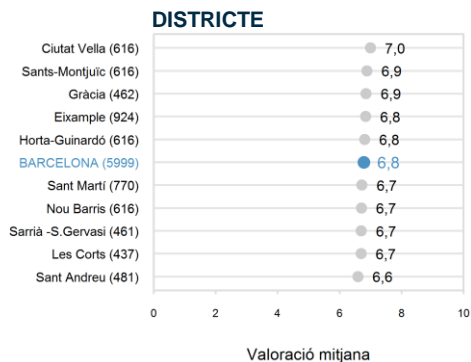 DISTRICTE
Ciutat Vella (616) 7,0
Sants-Montjuïc (616) 6,9
Gràcia (462) 6,9
Eixample (924) 6,8
Horta-Guinardó (616) 6,8
BARCELONA (5999) 6,8
Sant Martí (770) 6,7
Nou Barris (616) 6,7
Sarrià -S.Gervasi (461) 6,7
Les Corts (437) 6,7
Sant Andreu (481) 6,6
0 2 4 6 8 10
Valoració mitjana